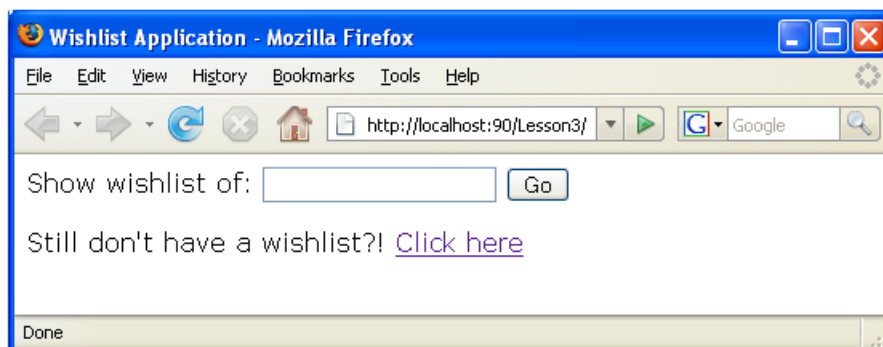 Wishlist Application - Mozilla Firefox
File Edit View History Bookmarks Tools Help
http://localhost:90/Lesson3/ G Google
Show wishlist of: Go
Still don't have a wishlist?! Click here
Done